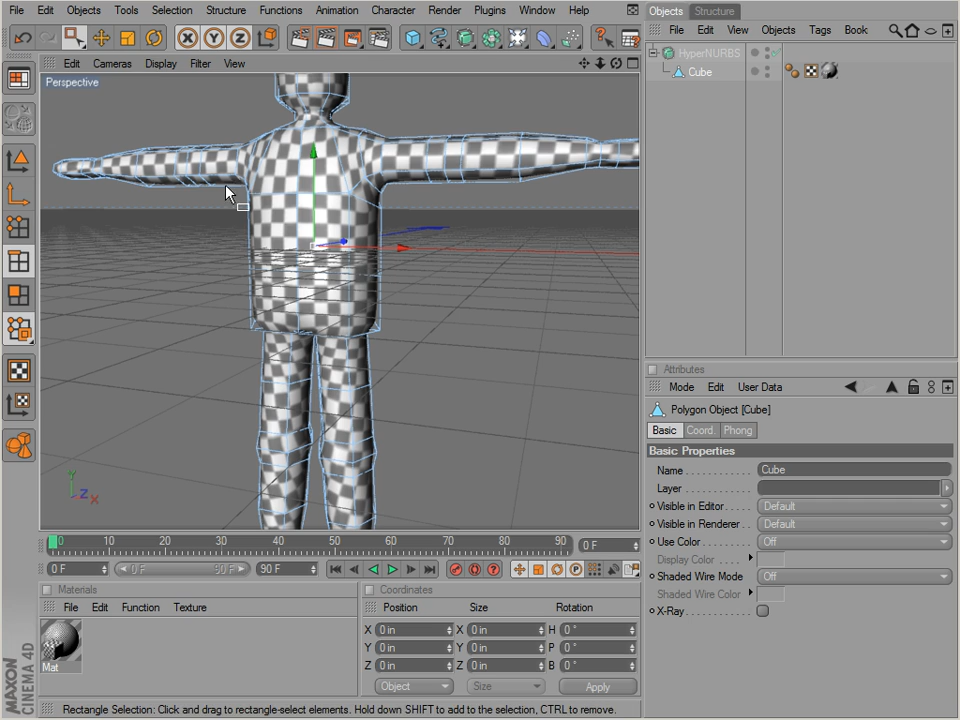 File Edit Objects Tools Selection Structure Functions Animation Character Render Plugins Window Help
Objects Structure
File Edit View Objects Tags Book
HyperNURBS
Cube
Edit Cameras Display Filter View
Perspective
X Y Z
Y
Z X
0 10 20 30 40 50 60 70 80 90 0 F
0 F 0 F 90 F 90 F
Materials
File Edit Function Texture
Mat
Coordinates
Position Size Rotation
X 0 in X 0 in H 0 °
Y 0 in Y 0 in P 0 °
Z 0 in Z 0 in B 0 °
Object Size Apply
Attributes
Mode Edit User Data
Polygon Object [Cube]
Basic Coord. Phong
Basic Properties
Name Cube
Layer
Visible in Editor Default
Visible in Renderer Default
Use Color Off
Display Color
Shaded Wire Mode Off
Shaded Wire Color
X-Ray
MAXON
CINEMA 4D
Rectangle Selection: Click and drag to rectangle-select elements. Hold down SHIFT to add to the selection, CTRL to remove.